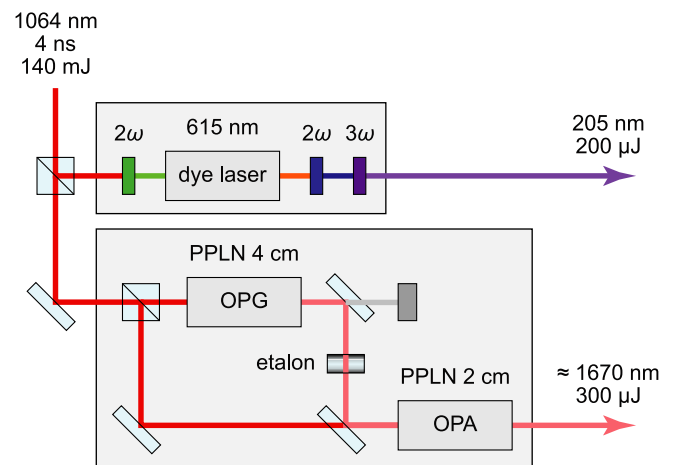 1064 nm
4 ns
140 mJ
2ω
615 nm
2ω
3ω
dye laser
205 nm
200 µJ
PPLN 4 cm
OPG
etalon
PPLN 2 cm
OPA
≈ 1670 nm
300 µJ